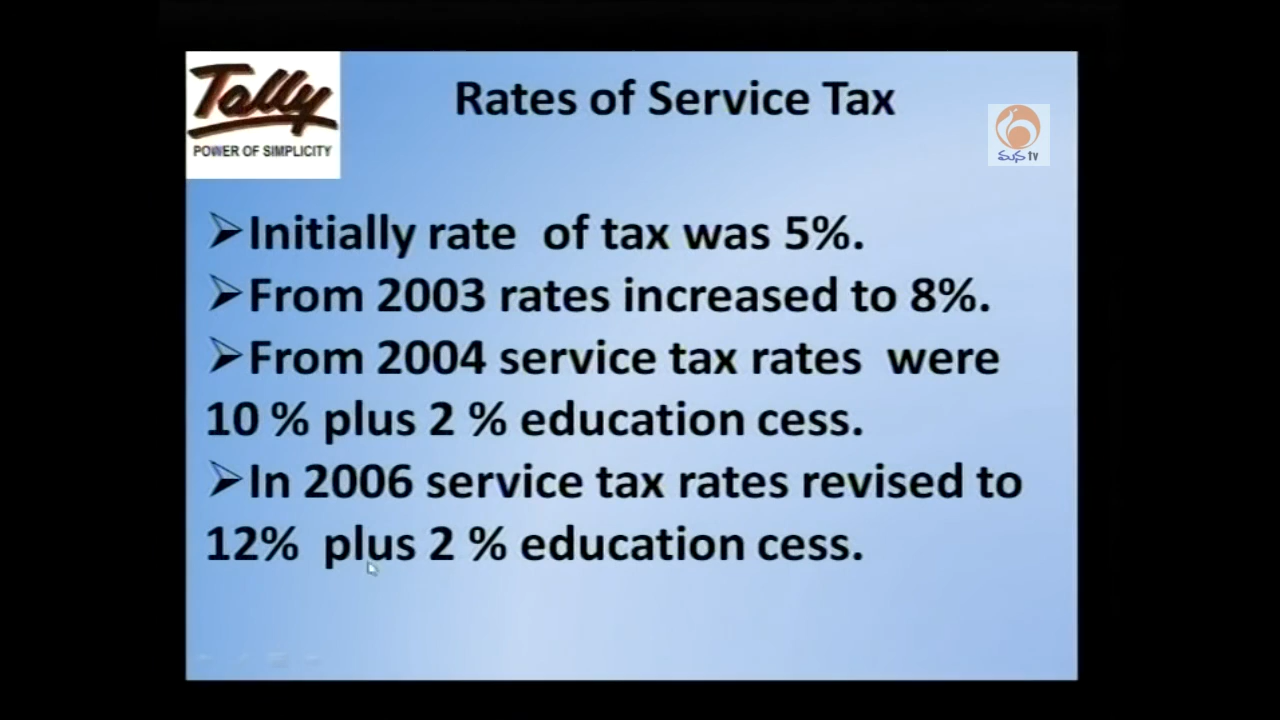 Tally
POWER OF SIMPLICITY
Rates of Service Tax
మన tv
➢Initially rate of tax was 5%.
➢From 2003 rates increased to 8%.
➢From 2004 service tax rates were
10 % plus 2 % education cess.
➢In 2006 service tax rates revised to
12% plus 2 % education cess.